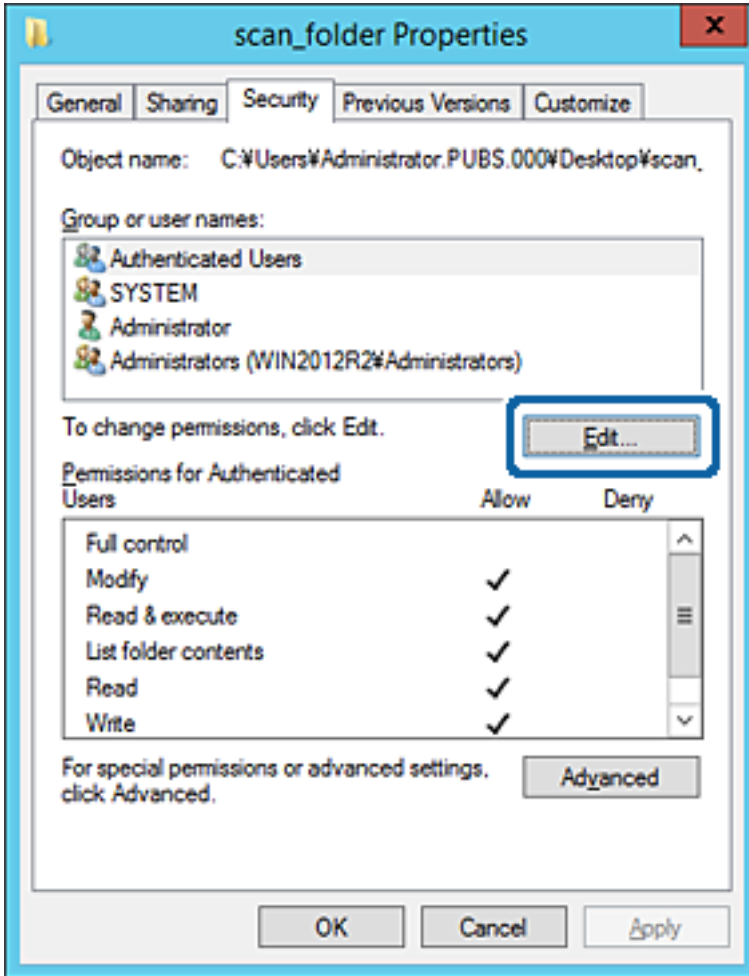 scan_folder Properties
x
General Sharing Security Previous Versions Customize
Object name: C:¥Users¥Administrator.PUBS.000¥Desktop¥scan_
Group or user names:
Authenticated Users
SYSTEM
Administrator
Administrators (WIN2012R2¥Administrators)
To change permissions, click Edit.
Edit...
Permissions for Authenticated
Users Allow Deny
Full control
Modify
Read & execute
List folder contents
Read
Write
For special permissions or advanced settings,
click Advanced.
Advanced
OK Cancel Apply